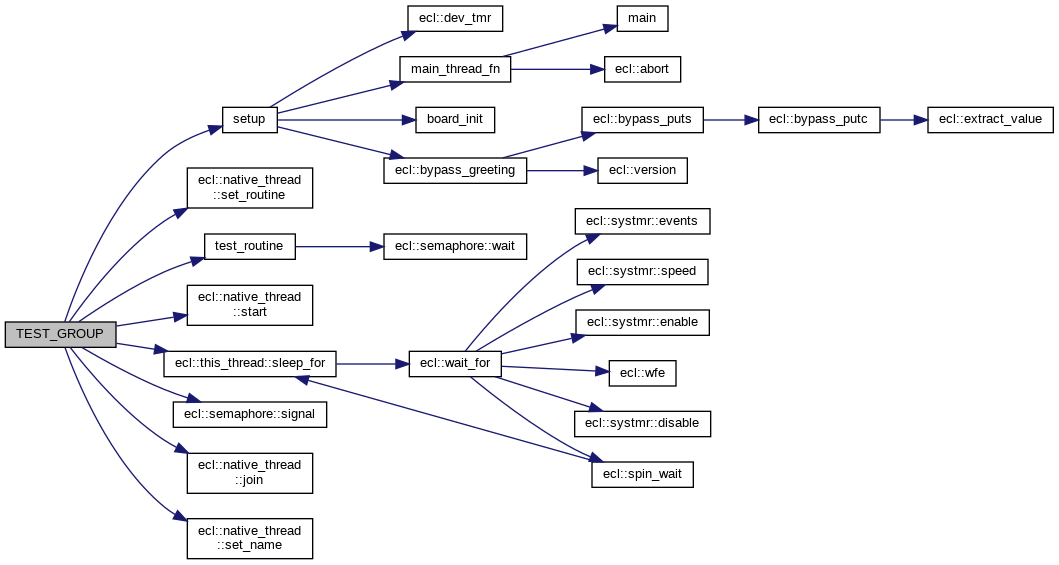 ecl::dev_tmr
main
main_thread_fn
ecl::abort
setup
board_init
ecl::bypass_puts
ecl::bypass_putc
ecl::extract_value
ecl::bypass_greeting
ecl::version
ecl::native_thread
::set_routine
ecl::systmr::events
test_routine
ecl::semaphore::wait
ecl::systmr::speed
ecl::native_thread
::start
ecl::systmr::enable
TEST_GROUP
ecl::this_thread::sleep_for
ecl::wait_for
ecl::wfe
ecl::semaphore::signal
ecl::systmr::disable
ecl::native_thread
::join
ecl::spin_wait
ecl::native_thread
::set_name